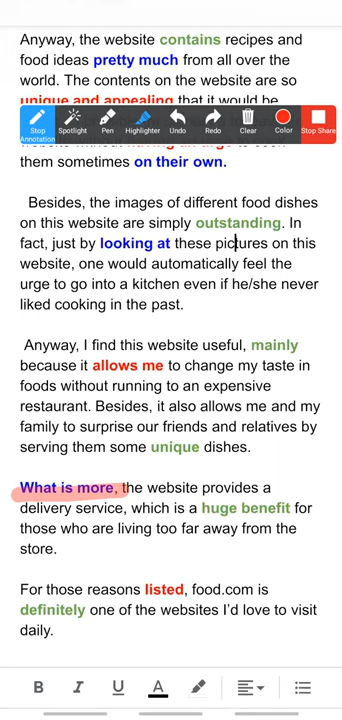 Anyway, the website contains recipes and
food ideas pretty much from all over the
world. The contents on the website are so
unique and appealing that it would be
Stop Annotation Spotlight Pen Highlighter Undo Redo Clear Color Stop Share
them sometimes on their own.
Besides, the images of different food dishes
on this website are simply outstanding. In
fact, just by looking at these pictures on this
website, one would automatically feel the
urge to go into a kitchen even if he/she never
liked cooking in the past.
Anyway, I find this website useful, mainly
because it allows me to change my taste in
foods without running to an expensive
restaurant. Besides, it also allows me and my
family to surprise our friends and relatives by
serving them some unique dishes.
What is more, the website provides a
delivery service, which is a huge benefit for
those who are living too far away from the
store.
For those reasons listed, food.com is
definitely one of the websites I'd love to visit
daily.
B I U A